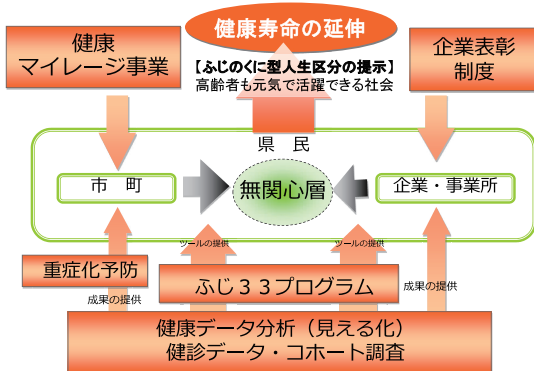 健康寿命の延伸
健康
マイレージ事業
企業表彰
制度
【ふじのくに型人生区分の提示】
高齢者も元気で活躍できる社会
県　民
市　町
無関心層
企業・事業所
ツールの提供
ツールの提供
重症化予防
ふじ３３プログラム
成果の提供
成果の提供
健康データ分析（見える化）
健診データ・コホート調査